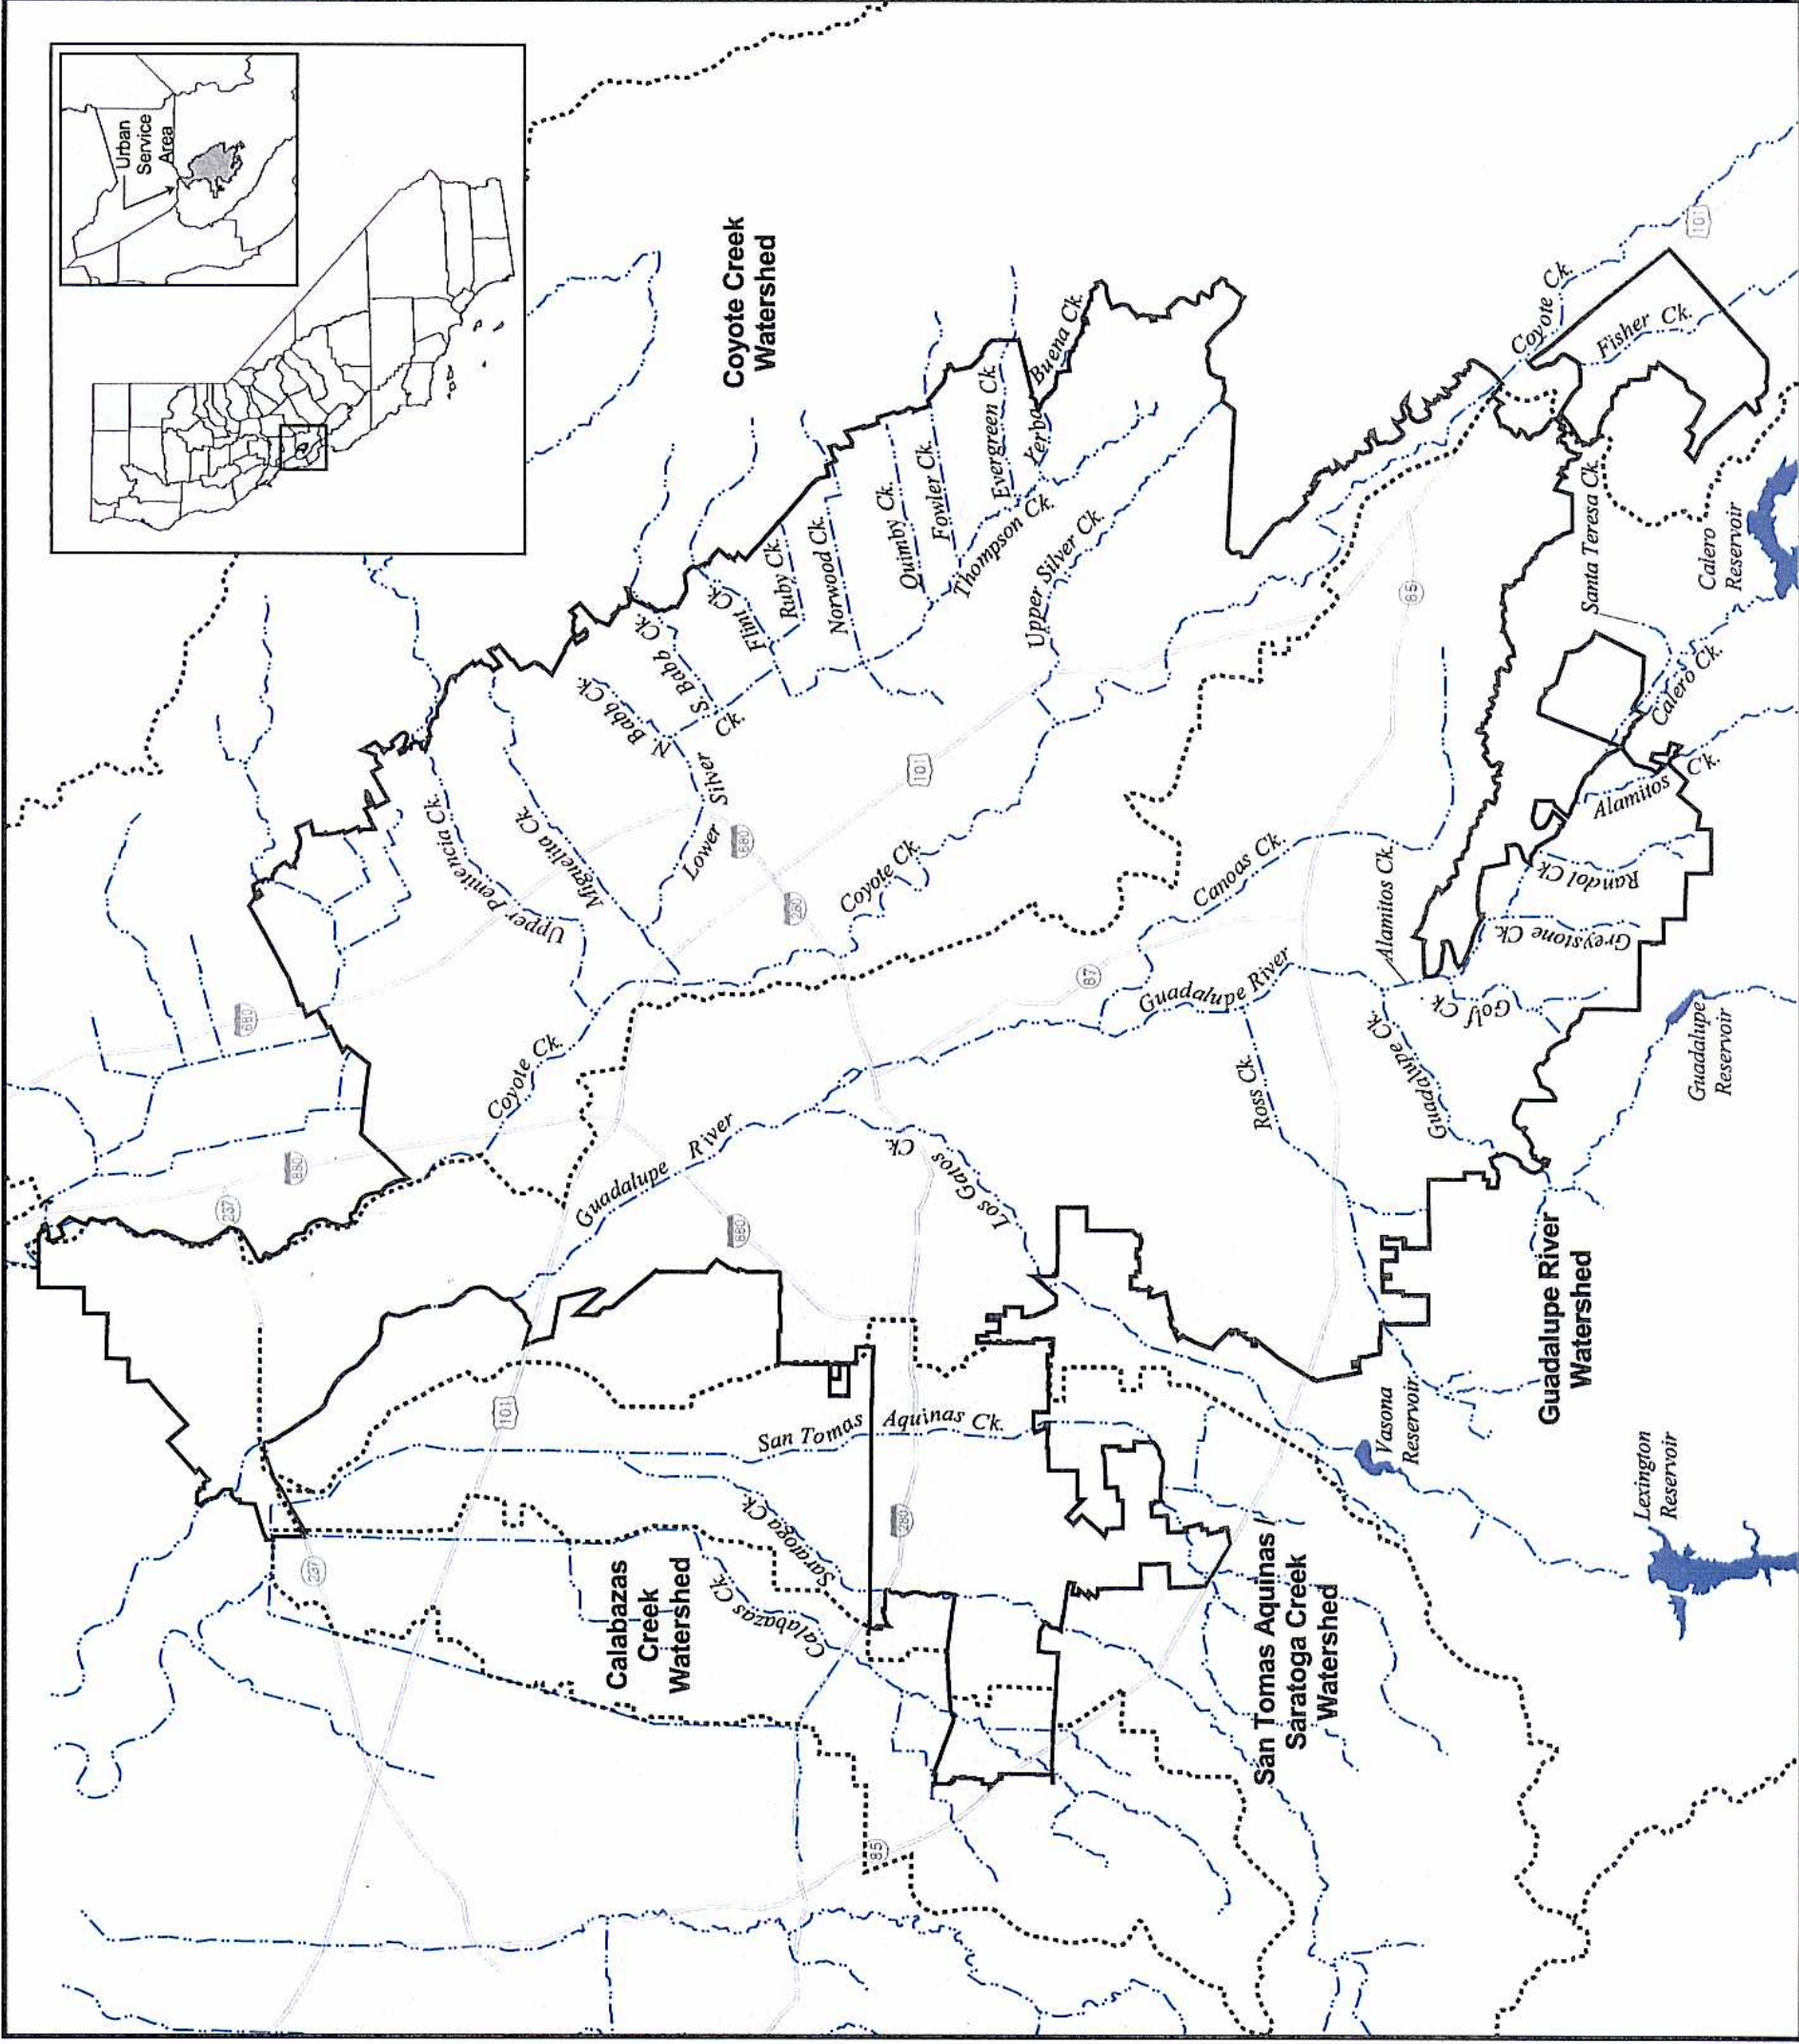 Urban
Service
Area
Coyote Creek
Watershed
Calabazas
Creek
Watershed
San Tomas Aquinas /
Saratoga Creek
Watershed
Guadalupe River
Watershed
Upper Penitencia Ck.
Miguelita Ck.
N. Babb Ck.
S. Babb Ck.
Flint Ck.
Ruby Ck.
Norwood Ck.
Quimby Ck.
Fowler Ck.
Evergreen Ck.
Yerba Buena Ck.
Thompson Ck.
Upper Silver Ck.
Lower Silver Ck.
Coyote Ck.
Coyote Ck.
Coyote Ck.
Fisher Ck.
Guadalupe River
Guadalupe River
Los Gatos Ck.
Canoas Ck.
Ross Ck.
Guadalupe Ck.
Alamitos Ck.
Golf Ck.
Greystone Ck.
Randol Ck.
Alamitos Ck.
Calero Ck.
Santa Teresa Ck.
San Tomas Aquinas Ck.
Saratoga Ck.
Calabazas Ck.
Calero
Reservoir
Guadalupe
Reservoir
Vasona
Reservoir
Lexington
Reservoir
680
880
237
237
101
101
101
680
280
880
280
87
85
85